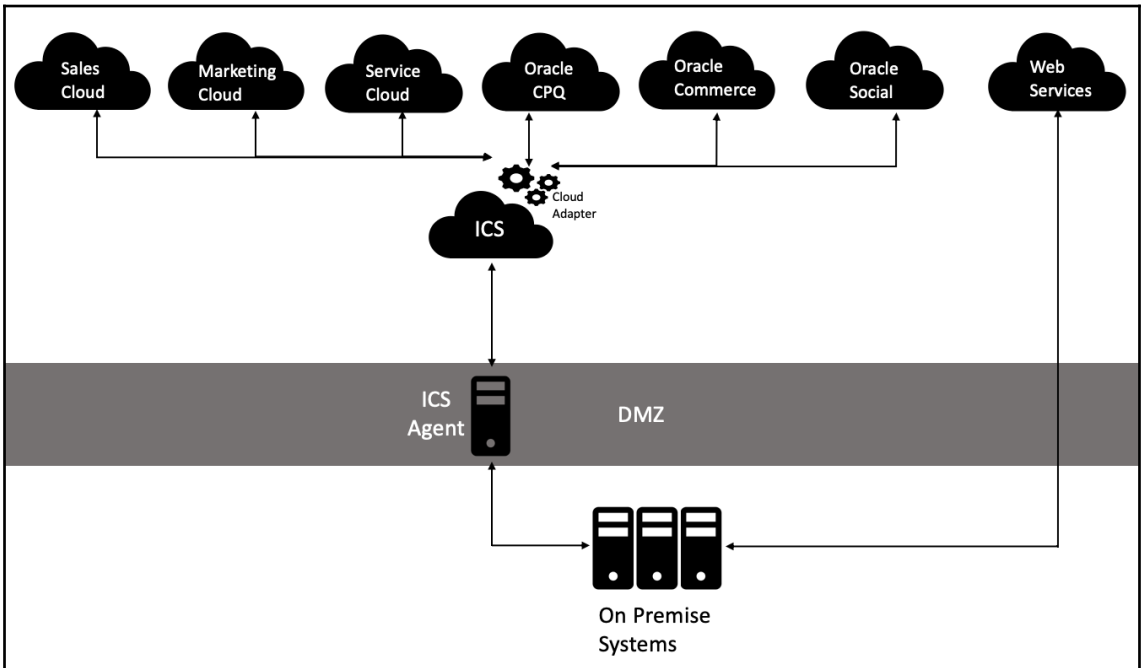 Sales
Cloud
Marketing
Cloud
Service
Cloud
Oracle
CPQ
Oracle
Commerce
Oracle
Social
Web
Services
Cloud
Adapter
ICS
ICS
Agent
DMZ
On Premise
Systems